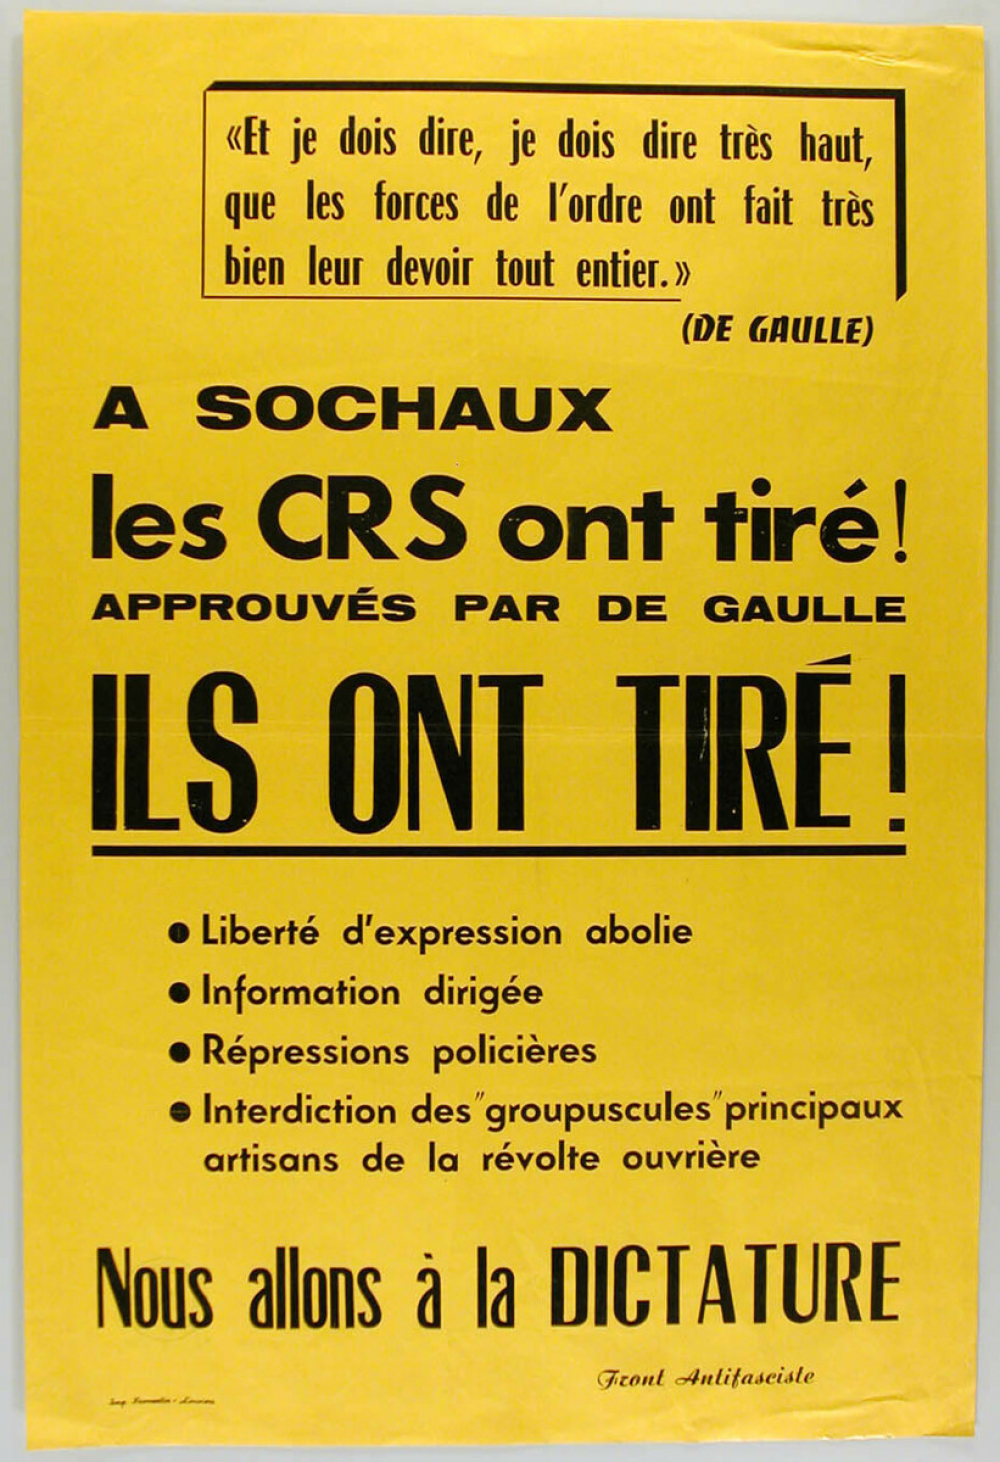 «Et je dois dire, je dois dire très haut,
que les forces de l'ordre ont fait très
bien leur devoir tout entier.»
(DE GAULLE)
A SOCHAUX
les CRS ont tiré!
APPROUVÉS PAR DE GAULLE
ILS ONT TIRÉ!
● Liberté d'expression abolie
● Information dirigée
● Répressions policières
● Interdiction des "groupuscules" principaux
artisans de la révolte ouvrière
Nous allons à la DICTATURE
Front Antifasciste
Imp.